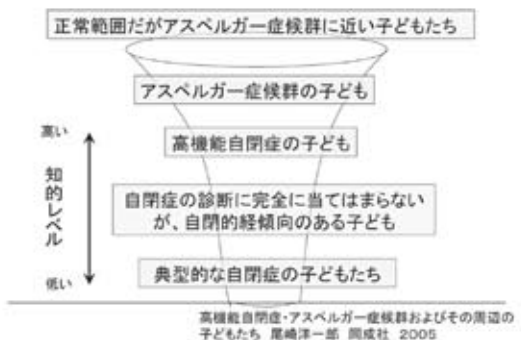 正常範囲だがアスペルガー症候群に近い子どもたち
アスペルガー症候群の子ども
高い
高機能自閉症の子ども
知的レベル
自閉症の診断に完全に当てはまらない
が、自閉的経傾向のある子ども
典型的な自閉症の子どもたち
低い
高機能自閉症・アスペルガー症候群およびその周辺の
子どもたち 尾崎洋一郎 同成社 2005